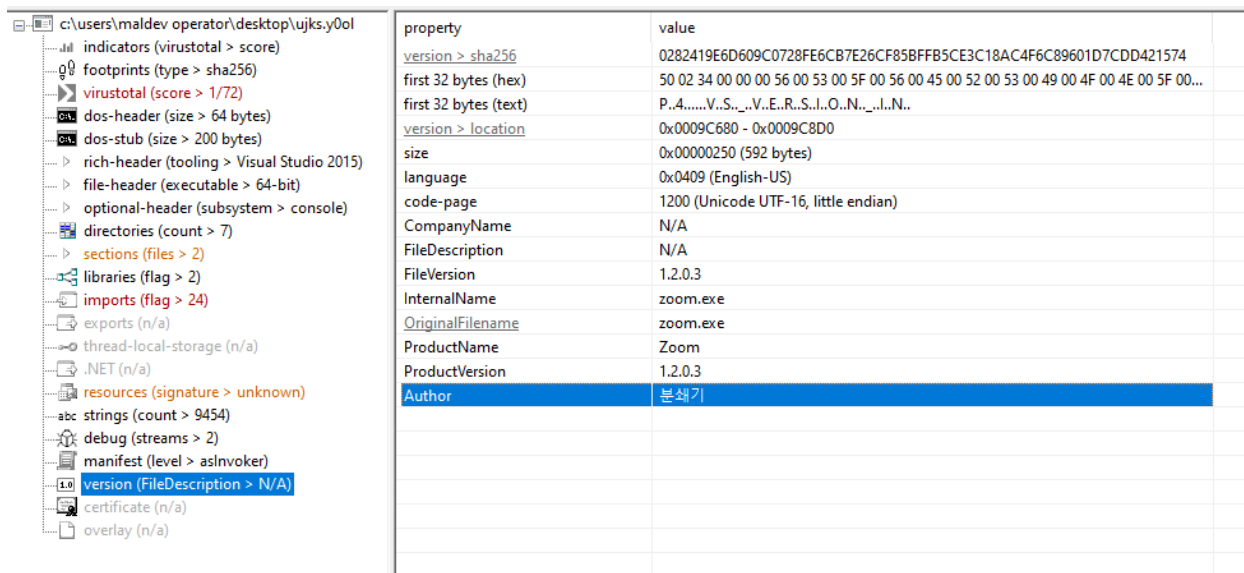 c:\users\maldev operator\desktop\ujks.y0ol
indicators (virustotal > score)
footprints (type > sha256)
virustotal (score > 1/72)
dos-header (size > 64 bytes)
dos-stub (size > 200 bytes)
rich-header (tooling > Visual Studio 2015)
file-header (executable > 64-bit)
optional-header (subsystem > console)
directories (count > 7)
sections (files > 2)
libraries (flag > 2)
imports (flag > 24)
exports (n/a)
thread-local-storage (n/a)
.NET (n/a)
resources (signature > unknown)
abc strings (count > 9454)
debug (streams > 2)
manifest (level > asInvoker)
1.0 version (FileDescription > N/A)
certificate (n/a)
overlay (n/a)
property value
version > sha256 0282419E6D609C0728FE6CB7E26CF85BFFB5CE3C18AC4F6C89601D7CDD421574
first 32 bytes (hex) 50 02 34 00 00 00 56 00 53 00 5F 00 56 00 45 00 52 00 53 00 49 00 4F 00 4E 00 5F 00...
first 32 bytes (text) P..4......V..S.._..V..E..R..S..I..O..N.._..I..N..
version > location 0x0009C680 - 0x0009C8D0
size 0x00000250 (592 bytes)
language 0x0409 (English-US)
code-page 1200 (Unicode UTF-16, little endian)
CompanyName N/A
FileDescription N/A
FileVersion 1.2.0.3
InternalName zoom.exe
OriginalFilename zoom.exe
ProductName Zoom
ProductVersion 1.2.0.3
Author 분쇄기